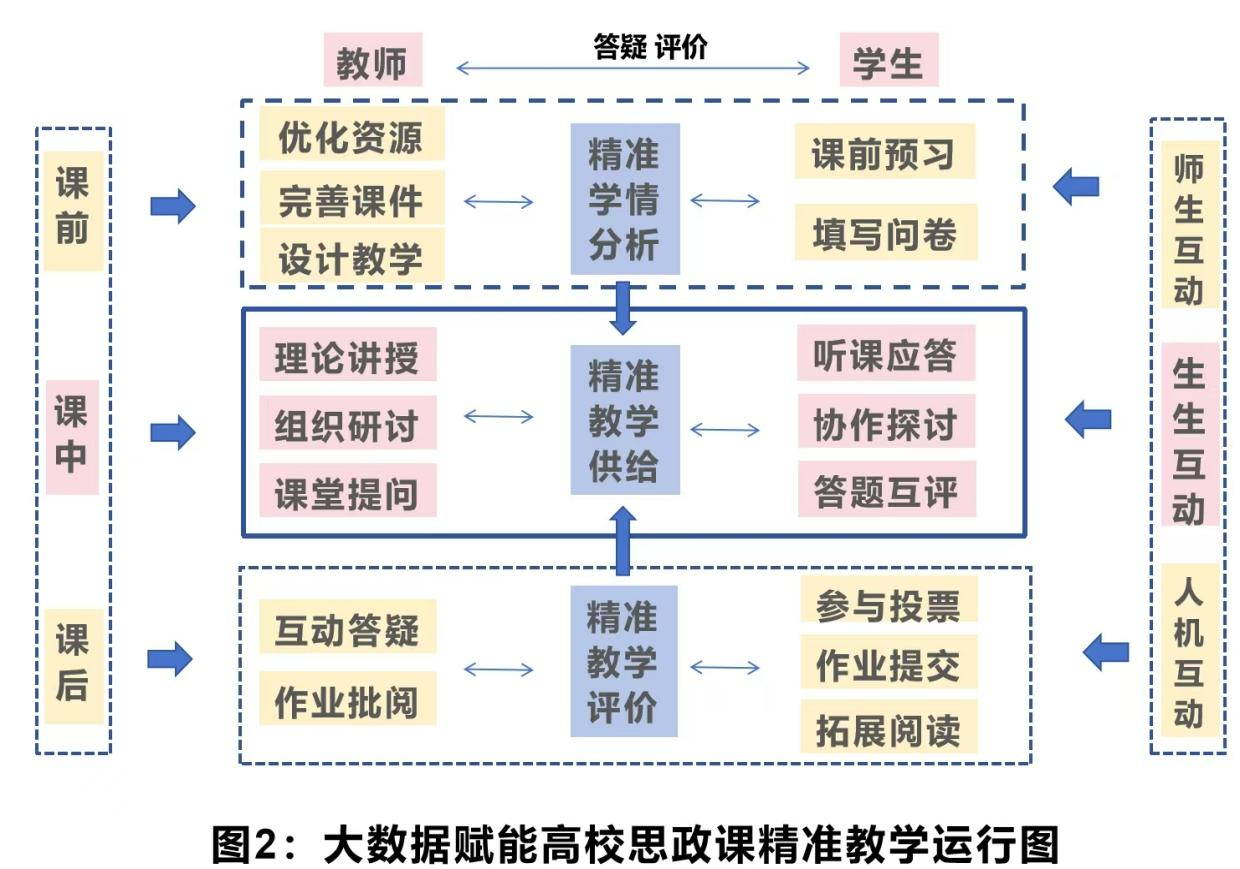 教师
答疑 评价
学生
课前
优化资源
完善课件
设计教学
精准
学情
分析
课前预习
填写问卷
师生互动
课中
理论讲授
组织研讨
课堂提问
精准
教学
供给
听课应答
协作探讨
答题互评
生生互动
课后
互动答疑
作业批阅
精准
教学
评价
参与投票
作业提交
拓展阅读
人机互动
图2：大数据赋能高校思政课精准教学运行图